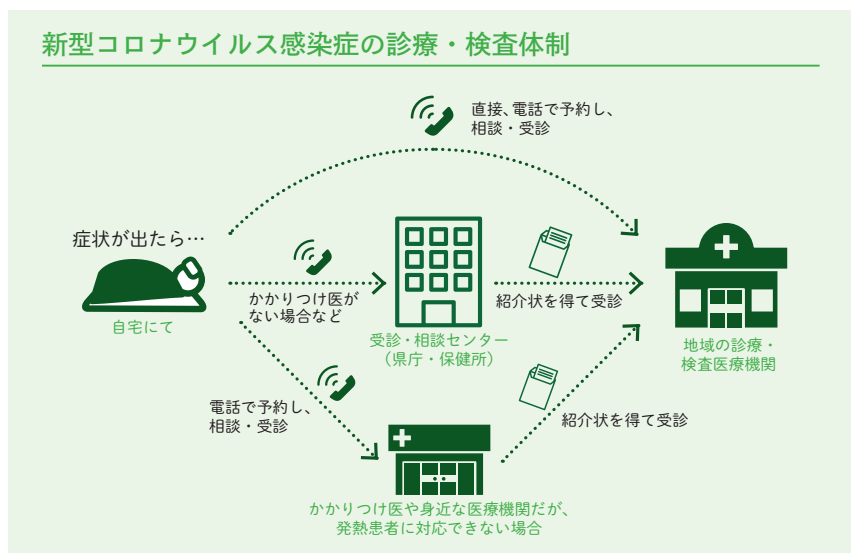 新型コロナウイルス感染症の診療・検査体制
直接、電話で予約し、
相談・受診
症状が出たら…
自宅にて
かかりつけ医が
ない場合など
受診・相談センター
(県庁・保健所)
紹介状を得て受診
地域の診療・
検査医療機関
電話で予約し、
相談・受診
紹介状を得て受診
かかりつけ医や身近な医療機関だが、
発熱患者に対応できない場合